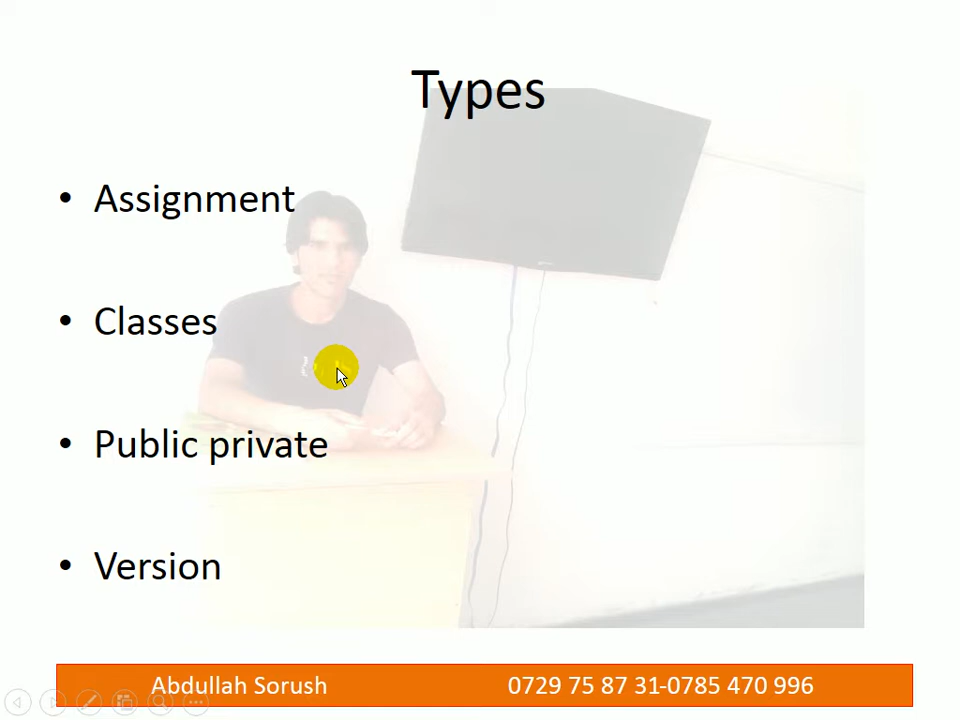 Types
• Assignment
• Classes
• Public private
• Version
Abdullah Sorush 0729 75 87 31-0785 470 996